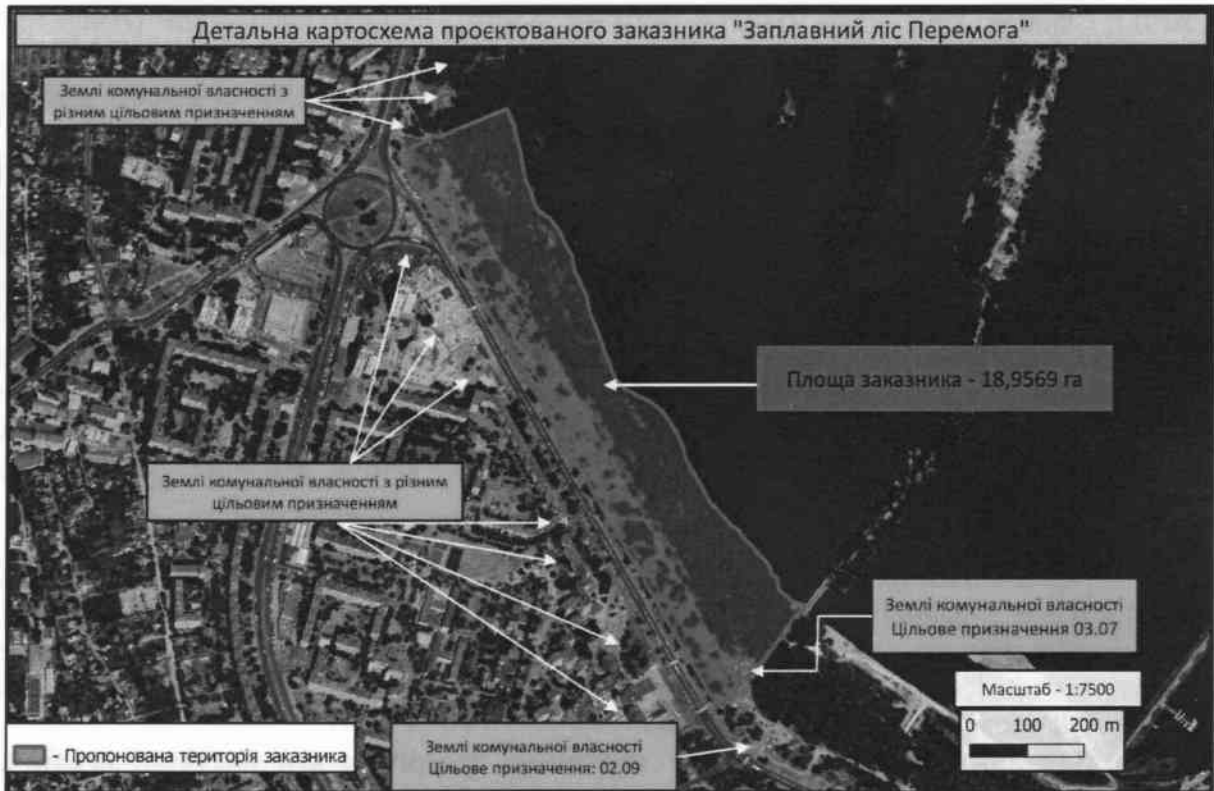 Детальна картосхема проєктованого заказника "Заплавний ліс Перемога"
Землі комунальної власності з
різним цільовим призначенням
Площа заказника - 18,9569 га
Землі комунальної власності з різним
цільовим призначенням
Землі комунальної власності
Цільове призначення 03.07
Масштаб - 1:7500
0 100 200 m
- Пропонована територія заказника
Землі комунальної власності
Цільове призначення: 02.09